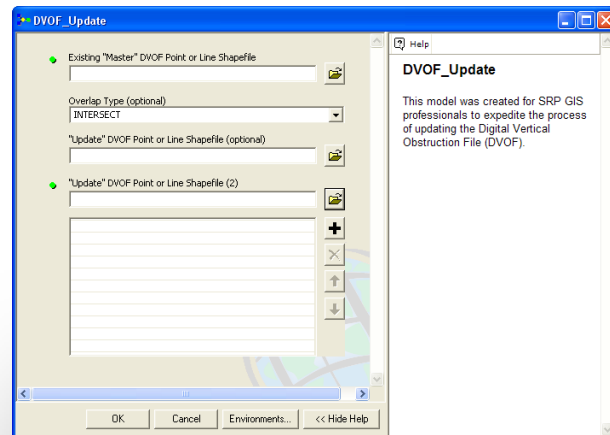 DVOF_Update
Existing "Master" DVOF Point or Line Shapefile
Overlap Type (optional)
INTERSECT
"Update" DVOF Point or Line Shapefile (optional)
"Update" DVOF Point or Line Shapefile (2)
OK
Cancel
Environments...
<< Hide Help
Help
DVOF_Update
This model was created for SRP GIS
professionals to expedite the process
of updating the Digital Vertical
Obstruction File (DVOF).